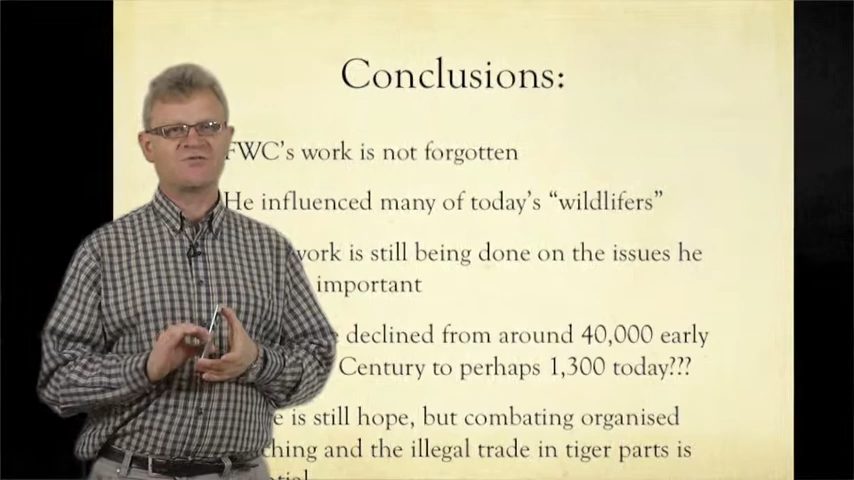 Conclusions:
FWC's work is not forgotten
He influenced many of today's “wildlifers”
work is still being done on the issues he
important
declined from around 40,000 early
Century to perhaps 1,300 today???
is still hope, but combating organised
and the illegal trade in tiger parts is